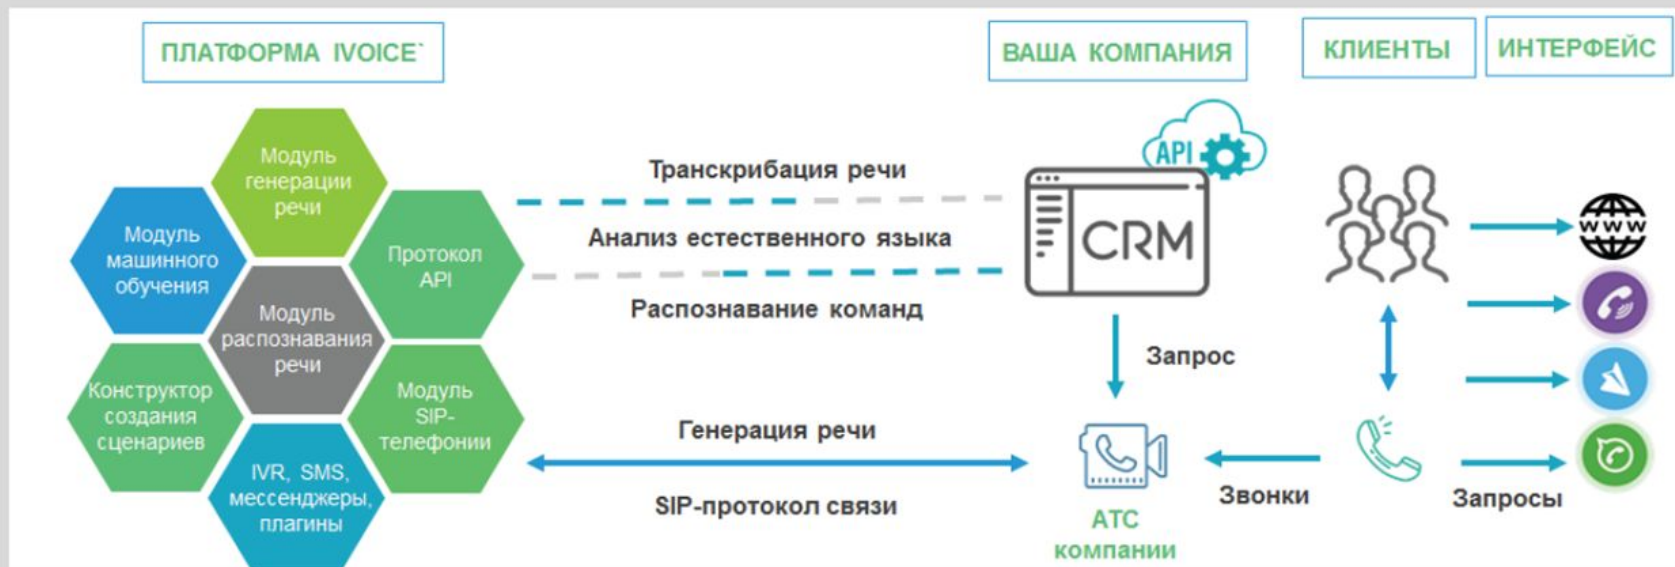 ПЛАТФОРМА IVOICE`
ВАША КОМПАНИЯ
КЛИЕНТЫ
ИНТЕРФЕЙС
Модуль
генерации
речи
Модуль
машинного
обучения
Протокол
API
Модуль
распознавания
речи
Конструктор
создания
сценариев
Модуль
SIP-
телефонии
IVR, SMS,
мессенджеры,
плагины
Транскрибация речи
Анализ естественного языка
Распознавание команд
Генерация речи
SIP-протокол связи
API
CRM
Запрос
АТС
компании
Звонки
Запросы
www